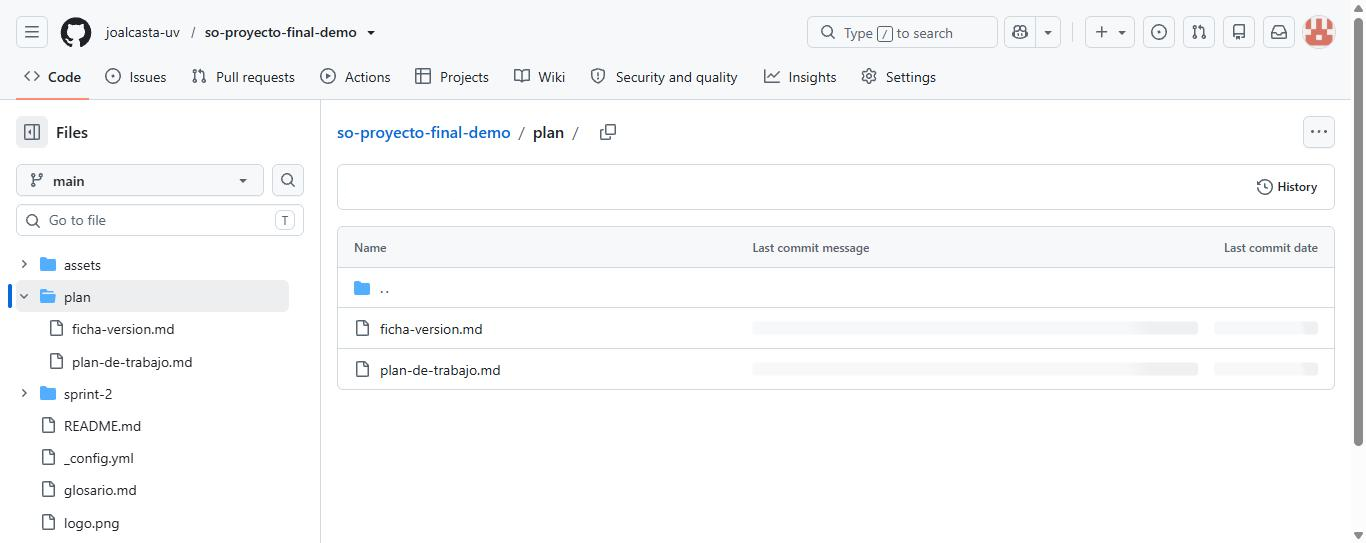 joalcasta-uv / so-proyecto-final-demo
Type / to search
Code Issues Pull requests Actions Projects Wiki Security and quality Insights Settings
Files
main
Go to file T
assets
plan
ficha-version.md
plan-de-trabajo.md
sprint-2
README.md
_config.yml
glosario.md
logo.png
so-proyecto-final-demo / plan /
History
Name Last commit message Last commit date
..
ficha-version.md
plan-de-trabajo.md